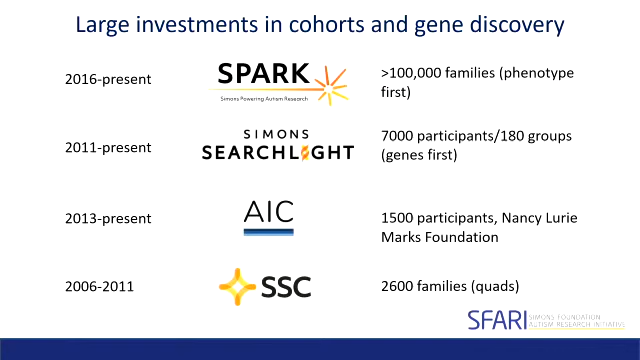 Large investments in cohorts and gene discovery
2016-present
SPARK
Simons Powering Autism Research
>100,000 families (phenotype
first)
2011-present
SIMONS
SEARCHLIGHT
7000 participants/180 groups
(genes first)
2013-present
AIC
1500 participants, Nancy Lurie
Marks Foundation
2006-2011
SSC
2600 families (quads)
SFARI
SIMONS FOUNDATION
AUTISM RESEARCH INITIATIVE